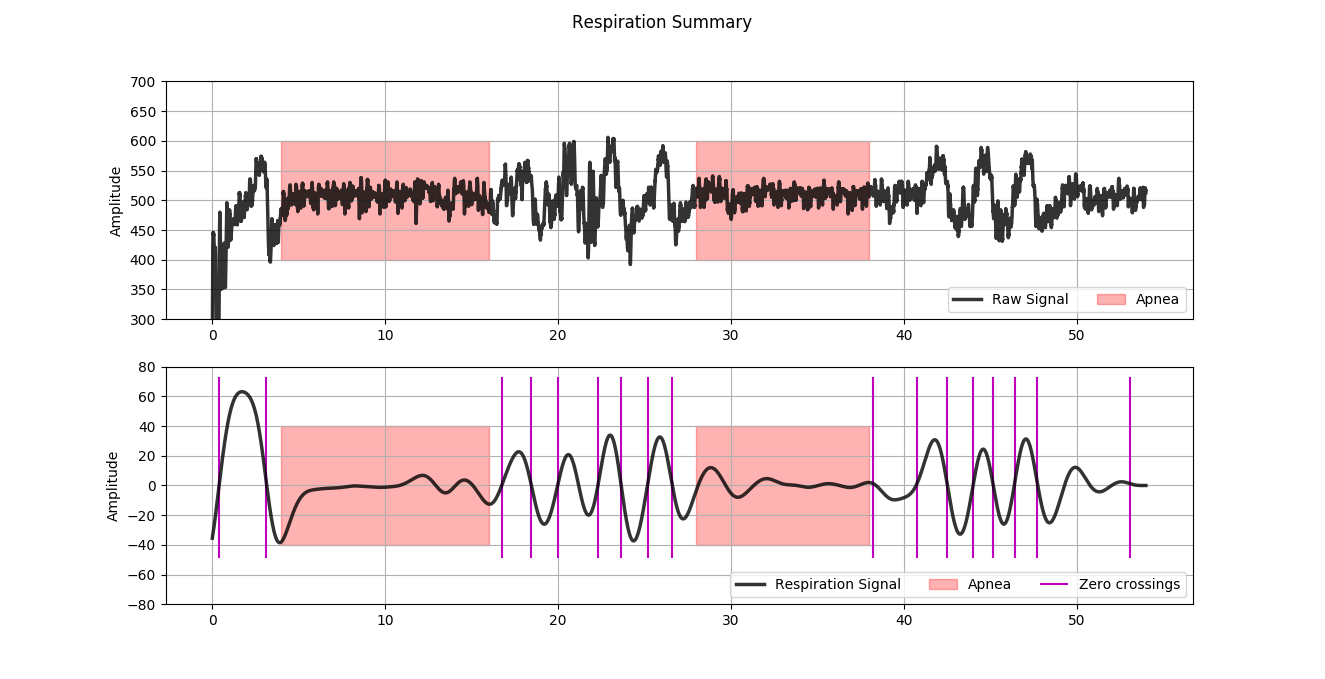 Respiration Summary
700
650
600
550
500
450
400
350
300
Amplitude
Raw Signal Apnea
0 10 20 30 40 50
80
60
40
20
0
−20
−40
−60
−80
Amplitude
Respiration Signal Apnea Zero crossings
0 10 20 30 40 50